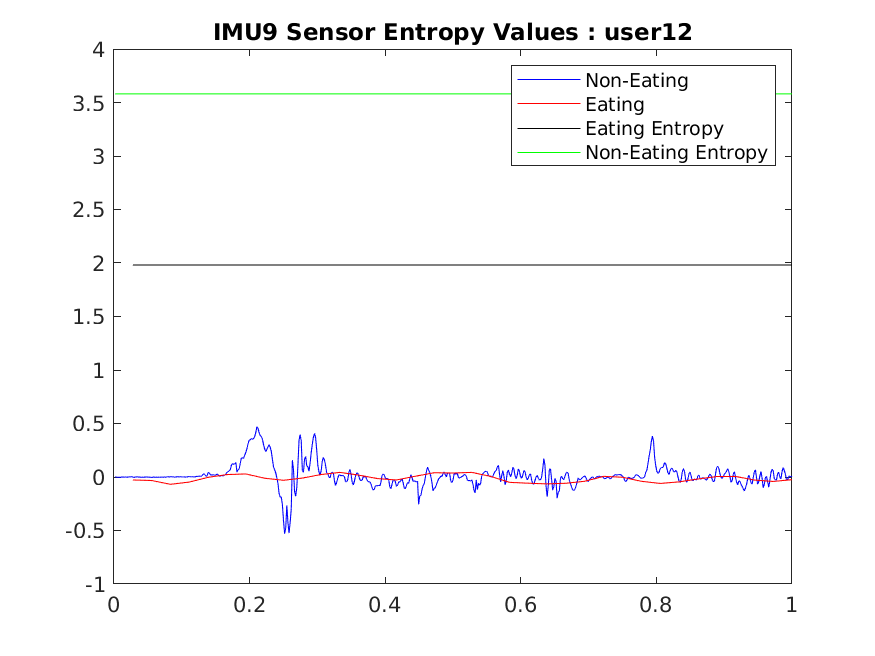 IMU9 Sensor Entropy Values : user12
4
3.5
3
2.5
2
1.5
1
0.5
0
-0.5
-1
Non-Eating
Eating
Eating Entropy
Non-Eating Entropy
0 0.2 0.4 0.6 0.8 1